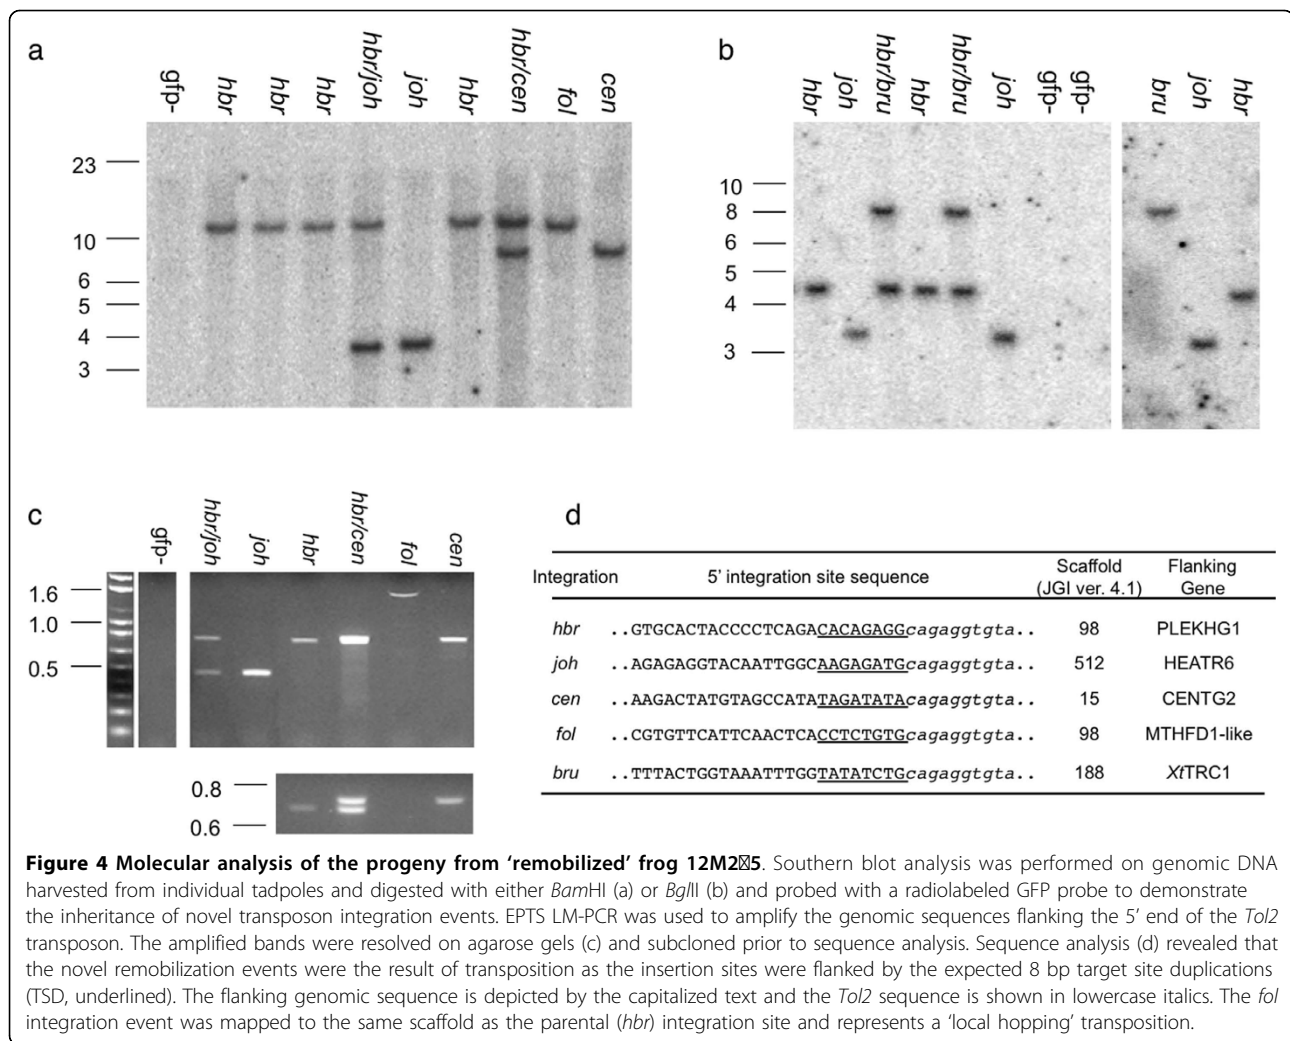 a
gfp- hbr hbr hbr hbr/joh joh hbr hbr/cen fol cen
23
10
6
5
4
3
b
hbr joh hbr/bru hbr hbr/bru joh gfp- gfp- bru joh hbr
10
8
6
5
4
3
c
gfp- hbr/joh joh hbr hbr/cen fol cen
1.6
1.0
0.5
0.8
0.6
d
Integration 5' integration site sequence Scaffold (JGI ver. 4.1) Flanking Gene
hbr ..GTGCACTACCCCTCAGACACAGAGGcagaggtgta.. 98 PLEKHG1
joh ..AGAGAGGTACAATTGGCAAGAGATGcagaggtgta.. 512 HEATR6
cen ..AAGACTATGTAGCCATATAGATATAcagaggtgta.. 15 CENTG2
fol ..CGTGTTCATTCAACTCACCTCTGTGcagaggtgta.. 98 MTHFD1-like
bru ..TTTACTGGTAAATTTGGTATATCTGcagaggtgta.. 188 XtTRC1
Figure 4 Molecular analysis of the progeny from ‘remobilized’ frog 12M2☒5. Southern blot analysis was performed on genomic DNA
harvested from individual tadpoles and digested with either BamHI (a) or BglII (b) and probed with a radiolabeled GFP probe to demonstrate
the inheritance of novel transposon integration events. EPTS LM-PCR was used to amplify the genomic sequences flanking the 5’ end of the Tol2
transposon. The amplified bands were resolved on agarose gels (c) and subcloned prior to sequence analysis. Sequence analysis (d) revealed that
the novel remobilization events were the result of transposition as the insertion sites were flanked by the expected 8 bp target site duplications
(TSD, underlined). The flanking genomic sequence is depicted by the capitalized text and the Tol2 sequence is shown in lowercase italics. The fol
integration event was mapped to the same scaffold as the parental (hbr) integration site and represents a ‘local hopping’ transposition.